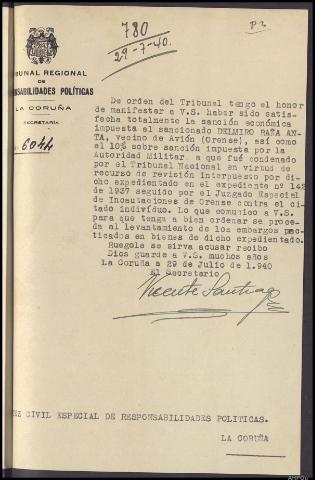 780
29-7-40.
P 2
BUNAL REGIONAL
DE
PONSABILIDADES POLÍTICAS
LA CORUÑA
SECRETARIA
6044
De orden del Tribunal tengo el honor
de manifestar a V.S. haber sido satis-
fecha totalmente la sanción económica
impuesta al sancionado DELMIRO BAÑA AN-
TA, vecino de Avión (Orense), así como
el 10% sobre sanción impuesta por la
Autoridad Militar a que fué condenado
por el Tribunal Nacional en virtud de
recurso de revisión interpuesto por di-
cho expedientado en el expediente nº 142
de 1937 seguido por el Juzgado Especial
de Incautaciones de Orense contra el ci-
tado indivíduo. Lo que comunico a V.S.
para que tenga a bien ordenar se proce-
da al levantamiento de los embargos prac-
ticados en bienes de dicho expedientado.
Ruegole se sirva acusar recibo
Dios guarde a V.S. muchos años
La Coruña a 29 de Julio de 1.940
El Secretario
Vicente Santiago
EZ CIVIL ESPECIAL DE RESPONSABILIDADES POLITICAS.
LA CORUÑA